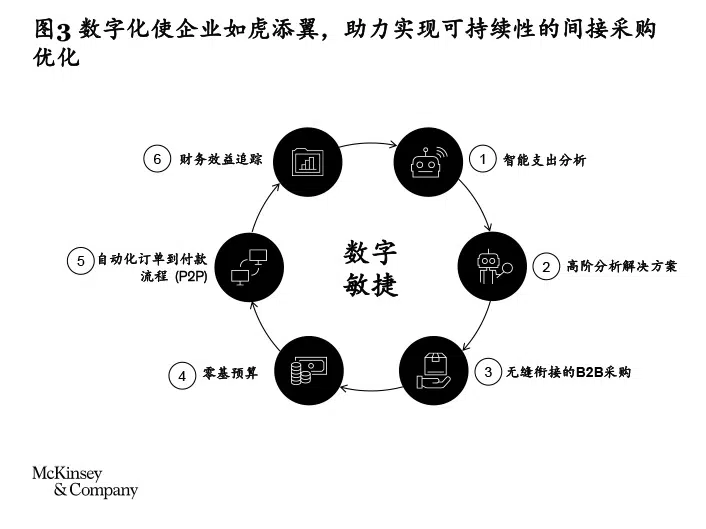 图3 数字化使企业如虎添翼，助力实现可持续性的间接采购
优化
6 财务效益追踪
1 智能支出分析
5 自动化订单到付款
流程 (P2P)
数字
敏捷
2 高阶分析解决方案
4 零基预算
3 无缝衔接的B2B采购
McKinsey
& Company